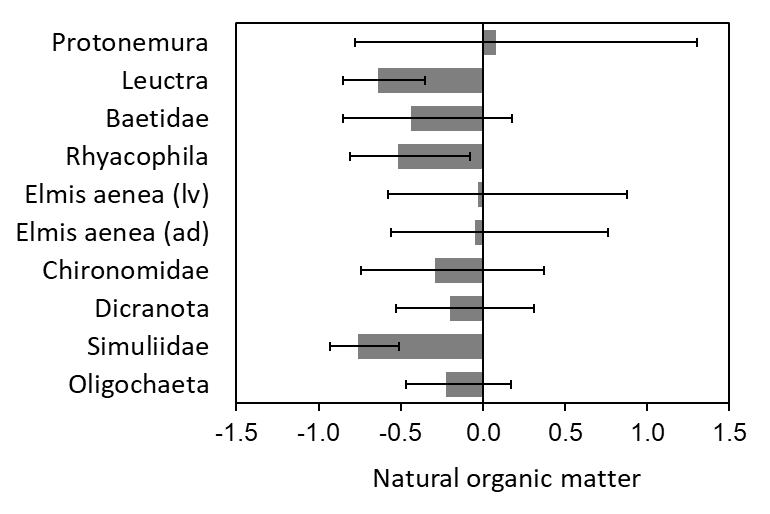 Protonemura
Leuctra
Baetidae
Rhyacophila
Elmis aenea (lv)
Elmis aenea (ad)
Chironomidae
Dicranota
Simuliidae
Oligochaeta
-1.5 -1.0 -0.5 0.0 0.5 1.0 1.5
Natural organic matter